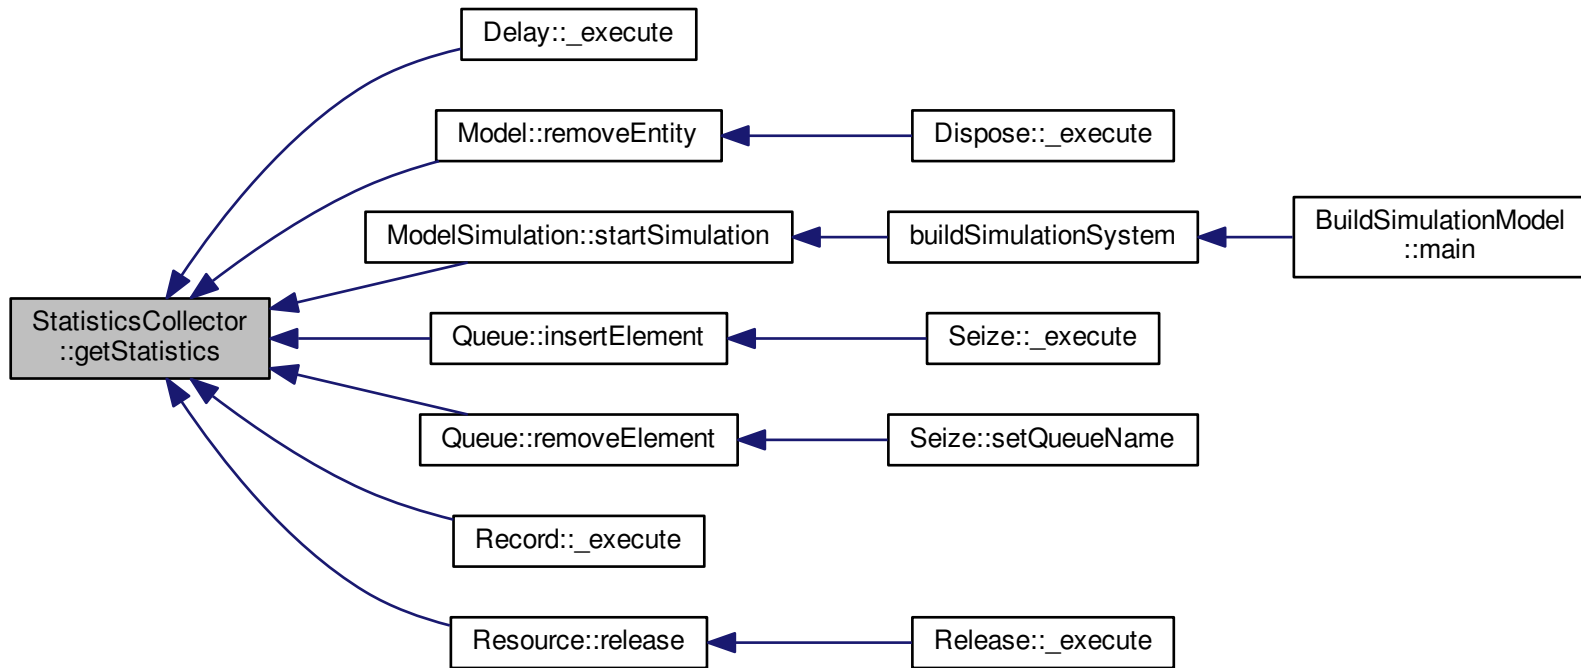 Delay::_execute
Model::removeEntity
Dispose::_execute
ModelSimulation::startSimulation
buildSimulationSystem
BuildSimulationModel
::main
StatisticsCollector
::getStatistics
Queue::insertElement
Seize::_execute
Queue::removeElement
Seize::setQueueName
Record::_execute
Resource::release
Release::_execute